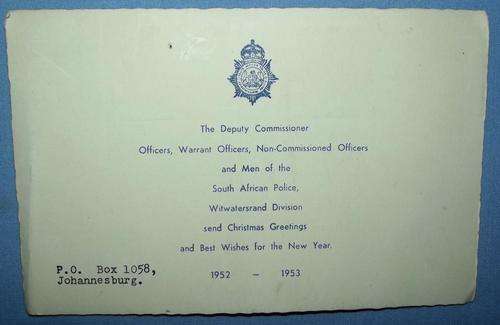 The Deputy Commissioner
Officers, Warrant Officers, Non-Commissioned Officers
and Men of the
South African Police,
Witwatersrand Division
send Christmas Greetings
and Best Wishes for the New Year.
P.O. Box 1058,
Johannesburg.
1952 – 1953